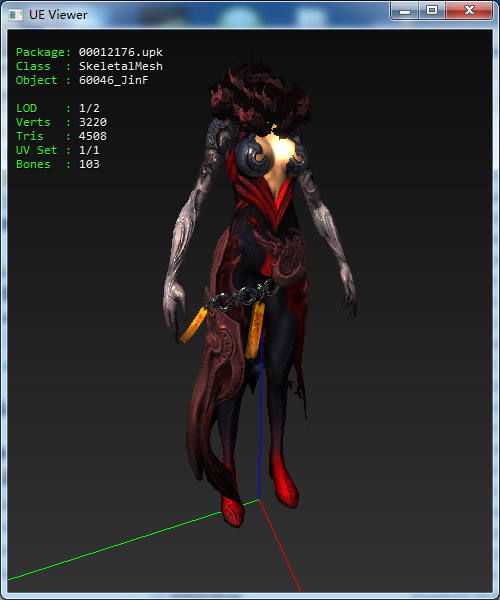 UE Viewer
Package: 00012176.upk
Class  : SkeletalMesh
Object : 60046_JinF
LOD    : 1/2
Verts  : 3220
Tris   : 4508
UV Set : 1/1
Bones  : 103